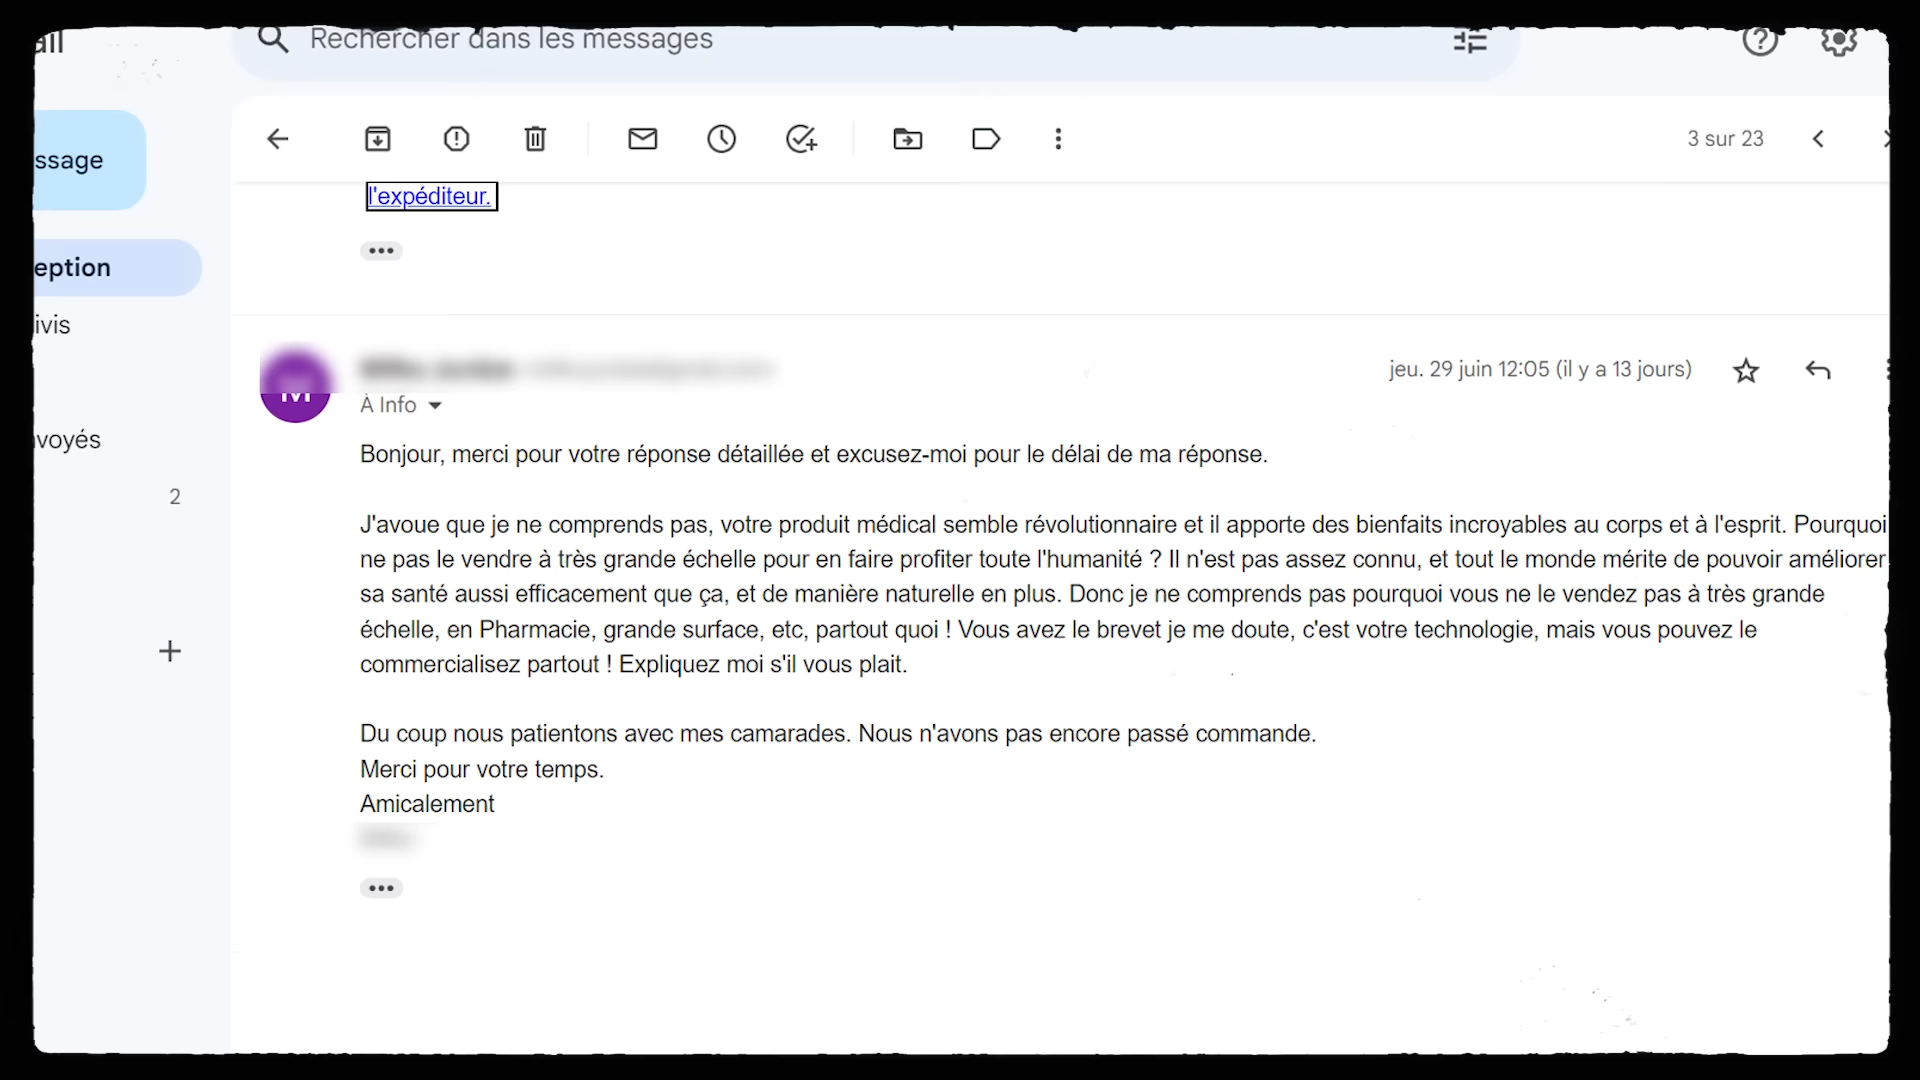 ail
Rechercher dans les messages
3 sur 23
ssage
l'expéditeur.
eption
ivis
À Info
jeu. 29 juin 12:05 (il y a 13 jours)
Bonjour, merci pour votre réponse détaillée et excusez-moi pour le délai de ma réponse.
nvoyés
2
J'avoue que je ne comprends pas, votre produit médical semble révolutionnaire et il apporte des bienfaits incroyables au corps et à l'esprit. Pourquoi
ne pas le vendre à très grande échelle pour en faire profiter toute l'humanité ? Il n'est pas assez connu, et tout le monde mérite de pouvoir améliorer
sa santé aussi efficacement que ça, et de manière naturelle en plus. Donc je ne comprends pas pourquoi vous ne le vendez pas à très grande
échelle, en Pharmacie, grande surface, etc, partout quoi ! Vous avez le brevet je me doute, c'est votre technologie, mais vous pouvez le
commercialisez partout ! Expliquez moi s'il vous plait.
Du coup nous patientons avec mes camarades. Nous n'avons pas encore passé commande.
Merci pour votre temps.
Amicalement